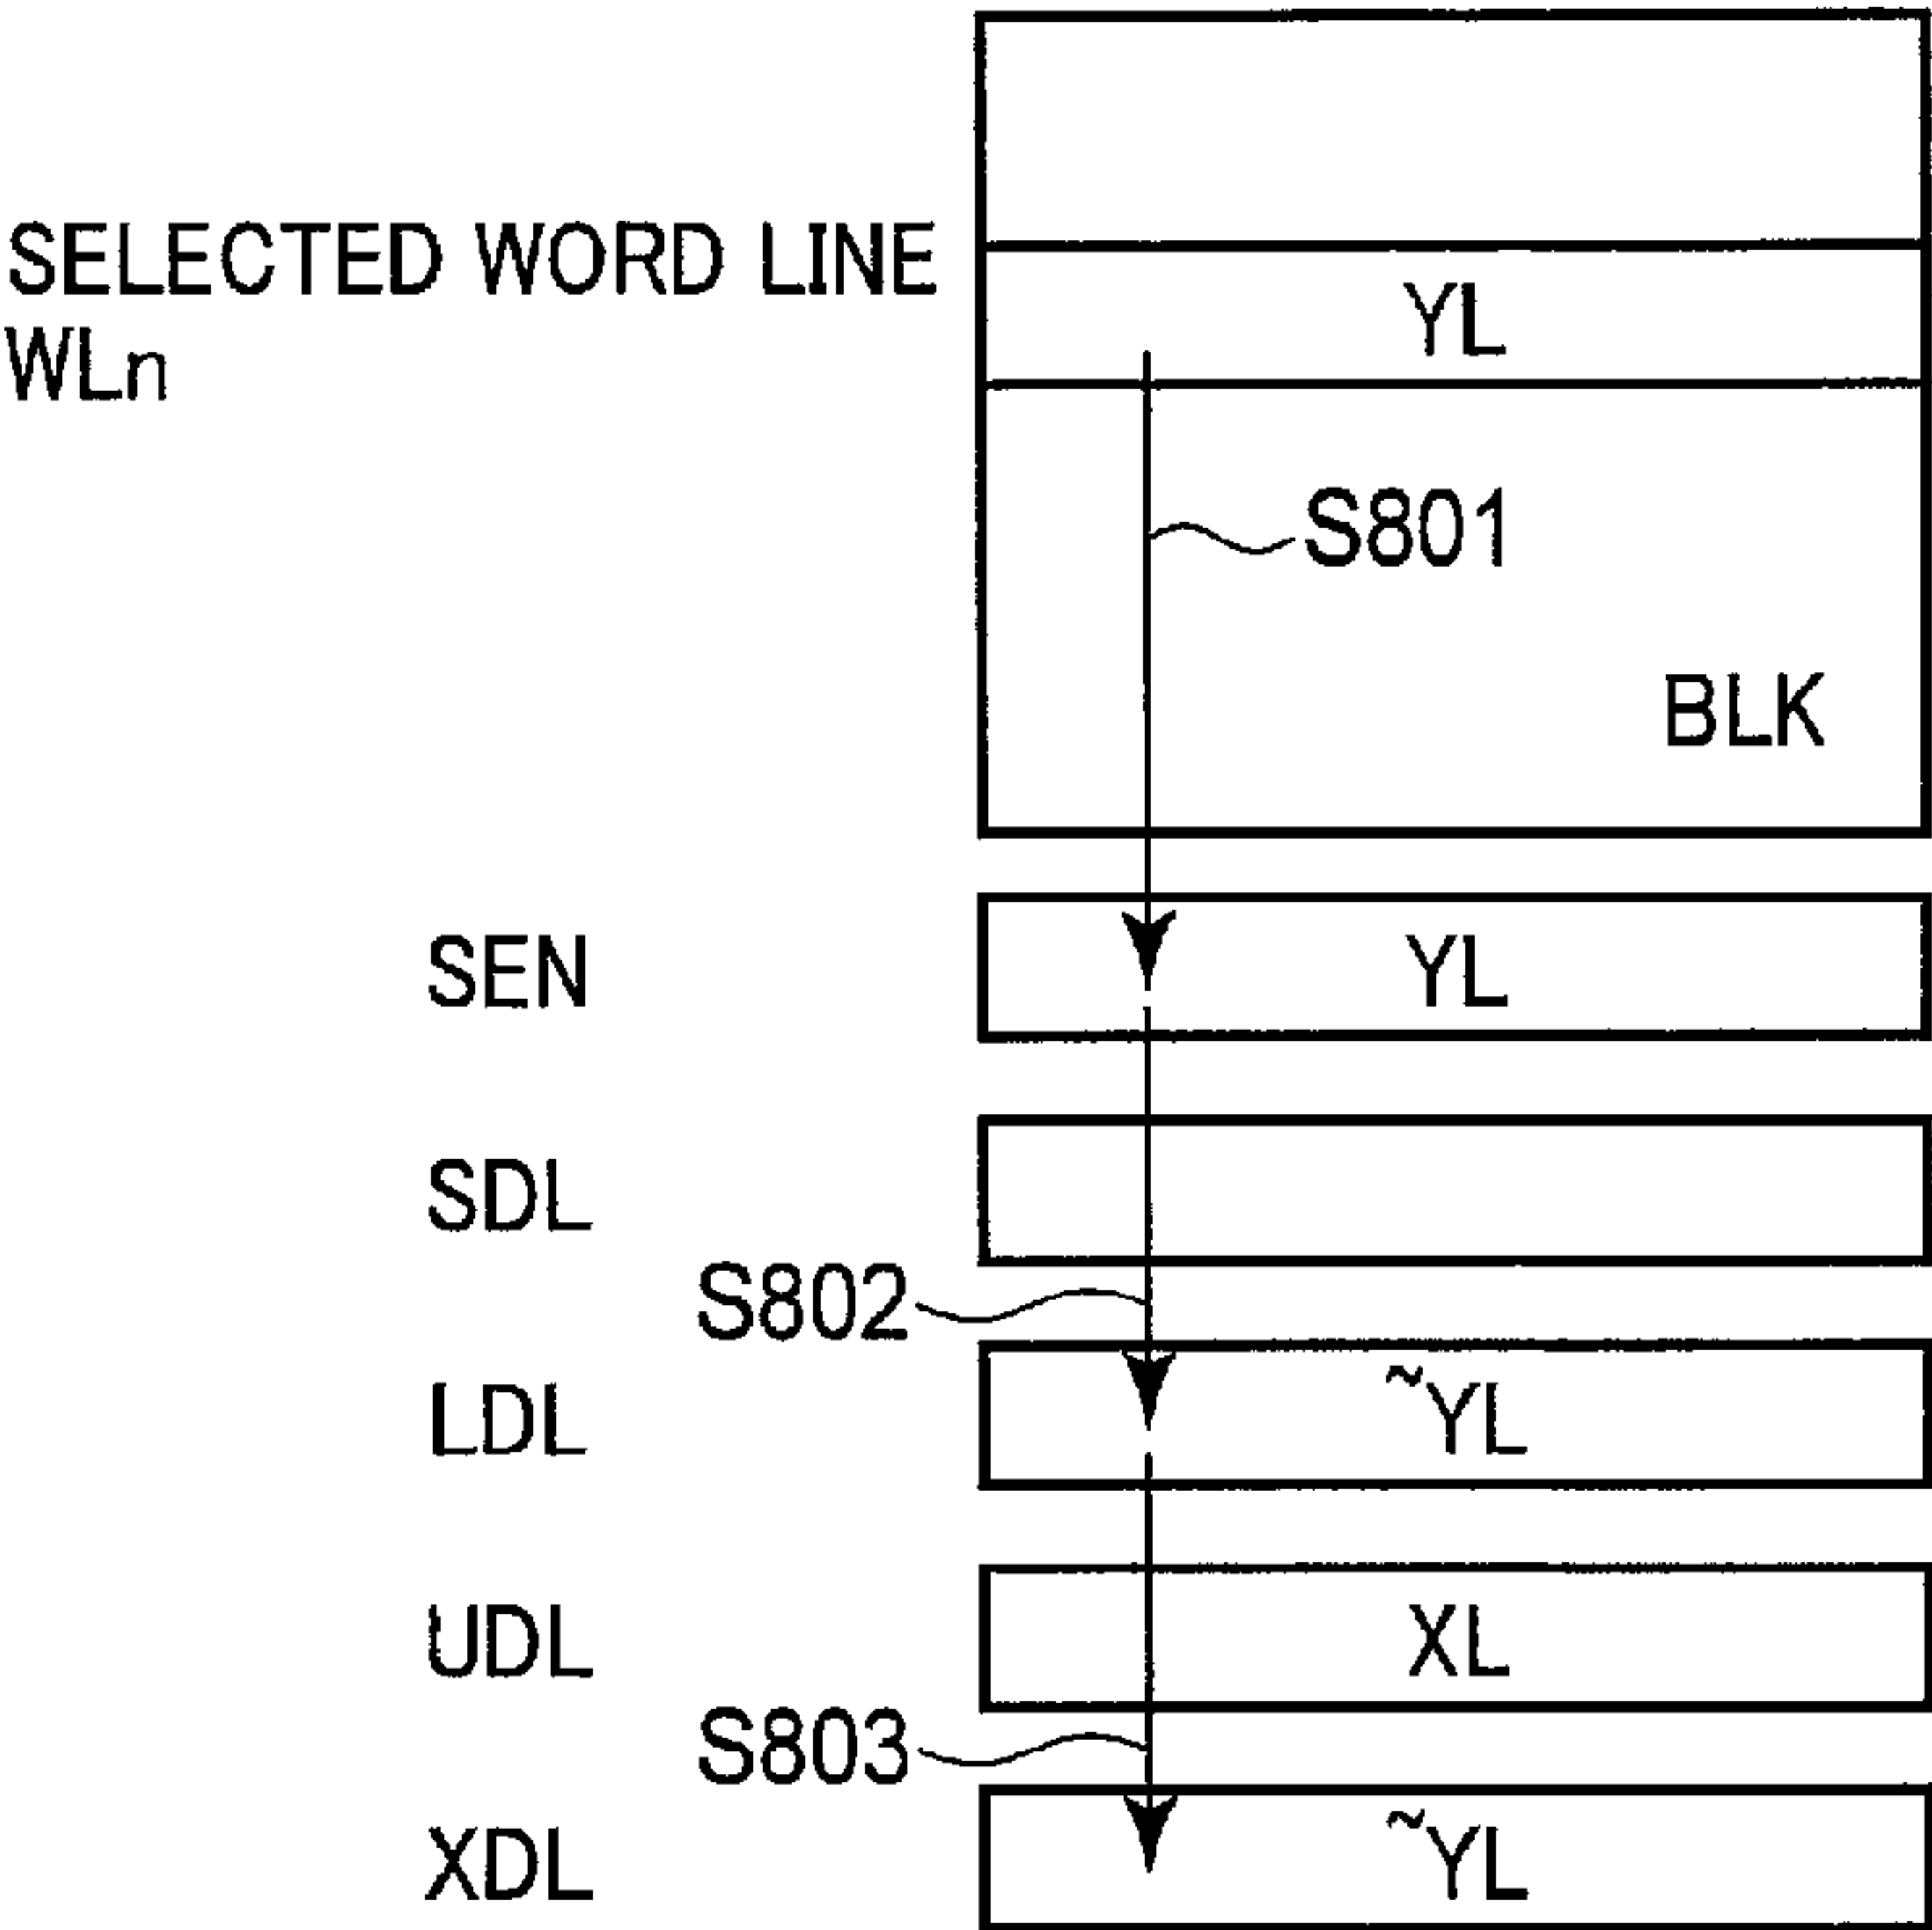 SELECTED WORD LINE
WLn
YL
S801
BLK
SEN
YL
SDL
S802
LDL
~YL
UDL
XL
S803
XDL
~YL